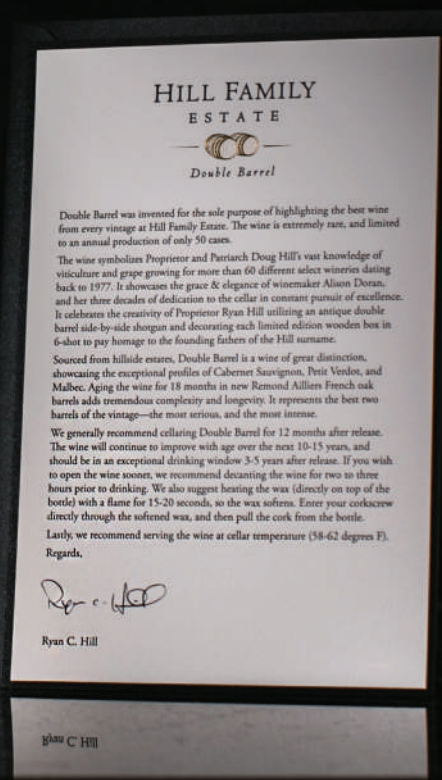 HILL FAMILY
ESTATE
Double Barrel
Double Barrel was invented for the sole purpose of highlighting the best wine
from every vintage at Hill Family Estate. The wine is extremely rare, and limited
to an annual production of only 50 cases.
The wine symbolizes Proprietor and Patriarch Doug Hill's vast knowledge of
viticulture and grape growing for more than 60 different select wineries dating
back to 1977. It showcases the grace & elegance of winemaker Alison Doran,
and her three decades of dedication to the cellar in constant pursuit of excellence.
It celebrates the creativity of Proprietor Ryan Hill utilizing an antique double
barrel side-by-side shotgun and decorating each limited edition wooden box in
6-shot to pay homage to the founding fathers of the Hill surname.
Sourced from hillside estates, Double Barrel is a wine of great distinction,
showcasing the exceptional profiles of Cabernet Sauvignon, Petit Verdot, and
Malbec. Aging the wine for 18 months in new Remond Ailliers French oak
barrels adds tremendous complexity and longevity. It represents the best two
barrels of the vintage—the most serious, and the most intense.
We generally recommend cellaring Double Barrel for 12 months after release.
The wine will continue to improve with age over the next 10-15 years, and
should be in an exceptional drinking window 3-5 years after release. If you wish
to open the wine sooner, we recommend decanting the wine for two to three
hours prior to drinking. We also suggest heating the wax (directly on top of the
bottle) with a flame for 15-20 seconds, so the wax softens. Enter your corkscrew
directly through the softened wax, and then pull the cork from the bottle.
Lastly, we recommend serving the wine at cellar temperature (58-62 degrees F).
Regards,
Ryan C. Hill
Ryan C. Hill